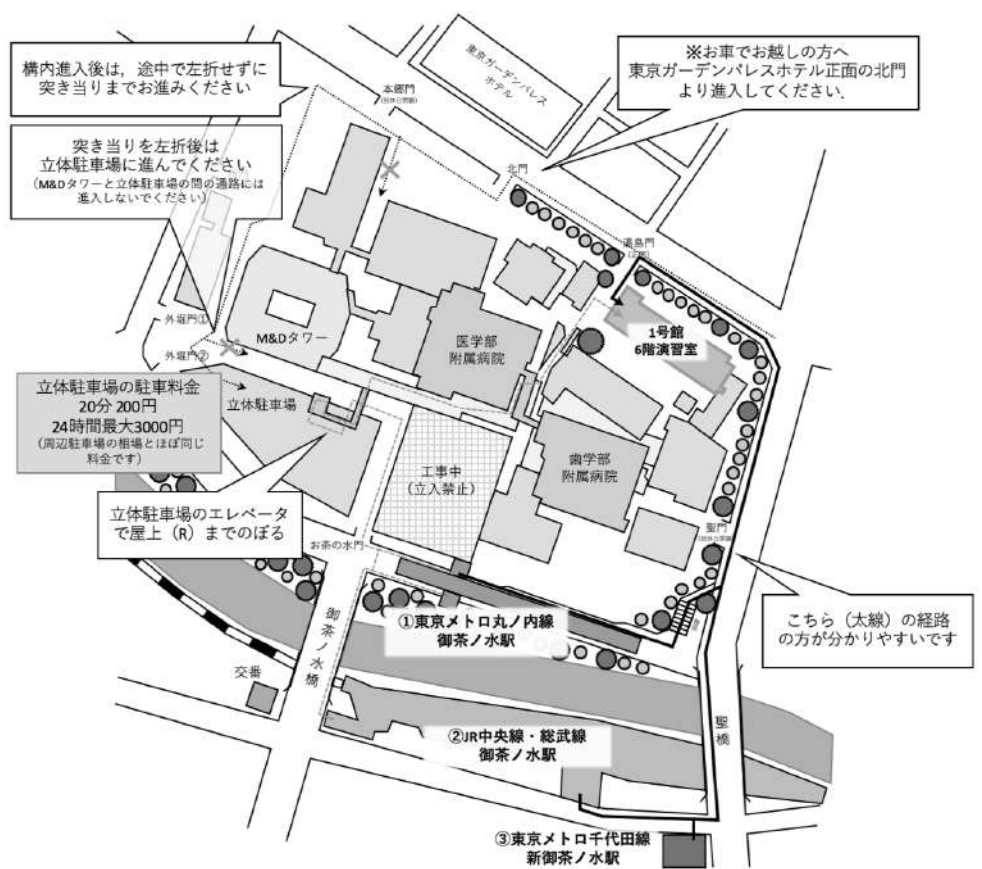 構内進入後は，途中で左折せずに
突き当りまでお進みください
突き当りを左折後は
立体駐車場に進んでください
（M&Dタワーと立体駐車場の間の通路には
進入しないでください）
本郷門
東京ガーデンパレス
ホテル
※お車でお越しの方へ
東京ガーデンパレスホテル正面の北門
より進入してください．
北門
湯島門
外堀門①
外堀門②
M&Dタワー
医学部
附属病院
1号館
6階演習室
立体駐車場の駐車料金
20分 200円
24時間最大3000円
（周辺駐車場の相場とほぼ同じ
料金です）
立体駐車場
工事中
（立入禁止）
歯学部
附属病院
立体駐車場のエレベータ
で屋上（R）までのぼる
お茶の水門
聖門
こちら（太線）の経路
の方が分かりやすいです
①東京メトロ丸ノ内線
御茶ノ水駅
御茶ノ水橋
交番
②JR中央線・総武線
御茶ノ水駅
聖橋
③東京メトロ千代田線
新御茶ノ水駅